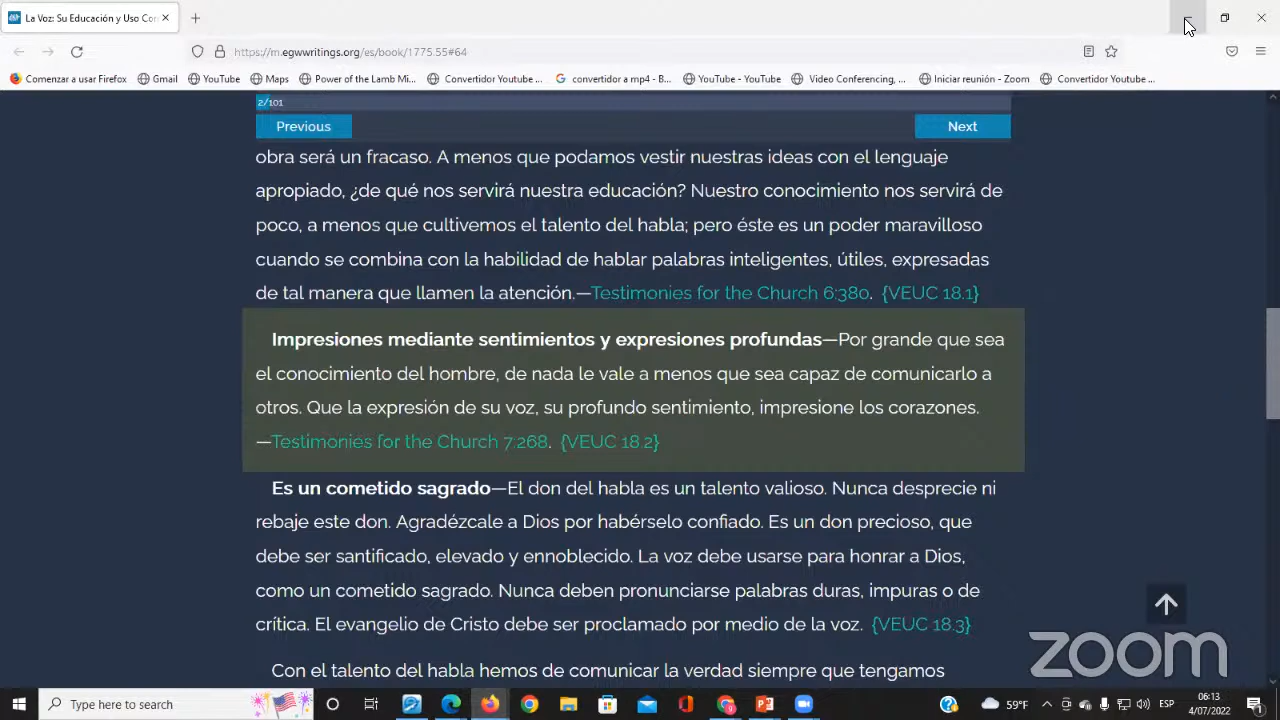 La Voz: Su Educación y Uso Cor
https://m.egwwritings.org/es/book/1775.55#64
Comenzar a usar Firefox
Gmail
YouTube
Maps
Power of the Lamb Mi...
Convertidor Youtube ...
convertidor a mp4 - B...
YouTube - YouTube
Video Conferencing, ...
Iniciar reunión - Zoom
Convertidor Youtube ...
2/101
Previous
Next
obra será un fracaso. A menos que podamos vestir nuestras ideas con el lenguaje
apropiado, ¿de qué nos servirá nuestra educación? Nuestro conocimiento nos servirá de
poco, a menos que cultivemos el talento del habla; pero éste es un poder maravilloso
cuando se combina con la habilidad de hablar palabras inteligentes, útiles, expresadas
de tal manera que llamen la atención.—Testimonies for the Church 6:380. {VEUC 18.1}
Impresiones mediante sentimientos y expresiones profundas—Por grande que sea
el conocimiento del hombre, de nada le vale a menos que sea capaz de comunicarlo a
otros. Que la expresión de su voz, su profundo sentimiento, impresione los corazones.
—Testimonies for the Church 7:268. {VEUC 18.2}
Es un cometido sagrado—El don del habla es un talento valioso. Nunca desprecie ni
rebaje este don. Agradézcale a Dios por habérselo confiado. Es un don precioso, que
debe ser santificado, elevado y ennoblecido. La voz debe usarse para honrar a Dios,
como un cometido sagrado. Nunca deben pronunciarse palabras duras, impuras o de
crítica. El evangelio de Cristo debe ser proclamado por medio de la voz. {VEUC 18.3}
Con el talento del habla hemos de comunicar la verdad siempre que tengamos
zoom
Type here to search
59°F
ESP
06:13
4/07/2022
1